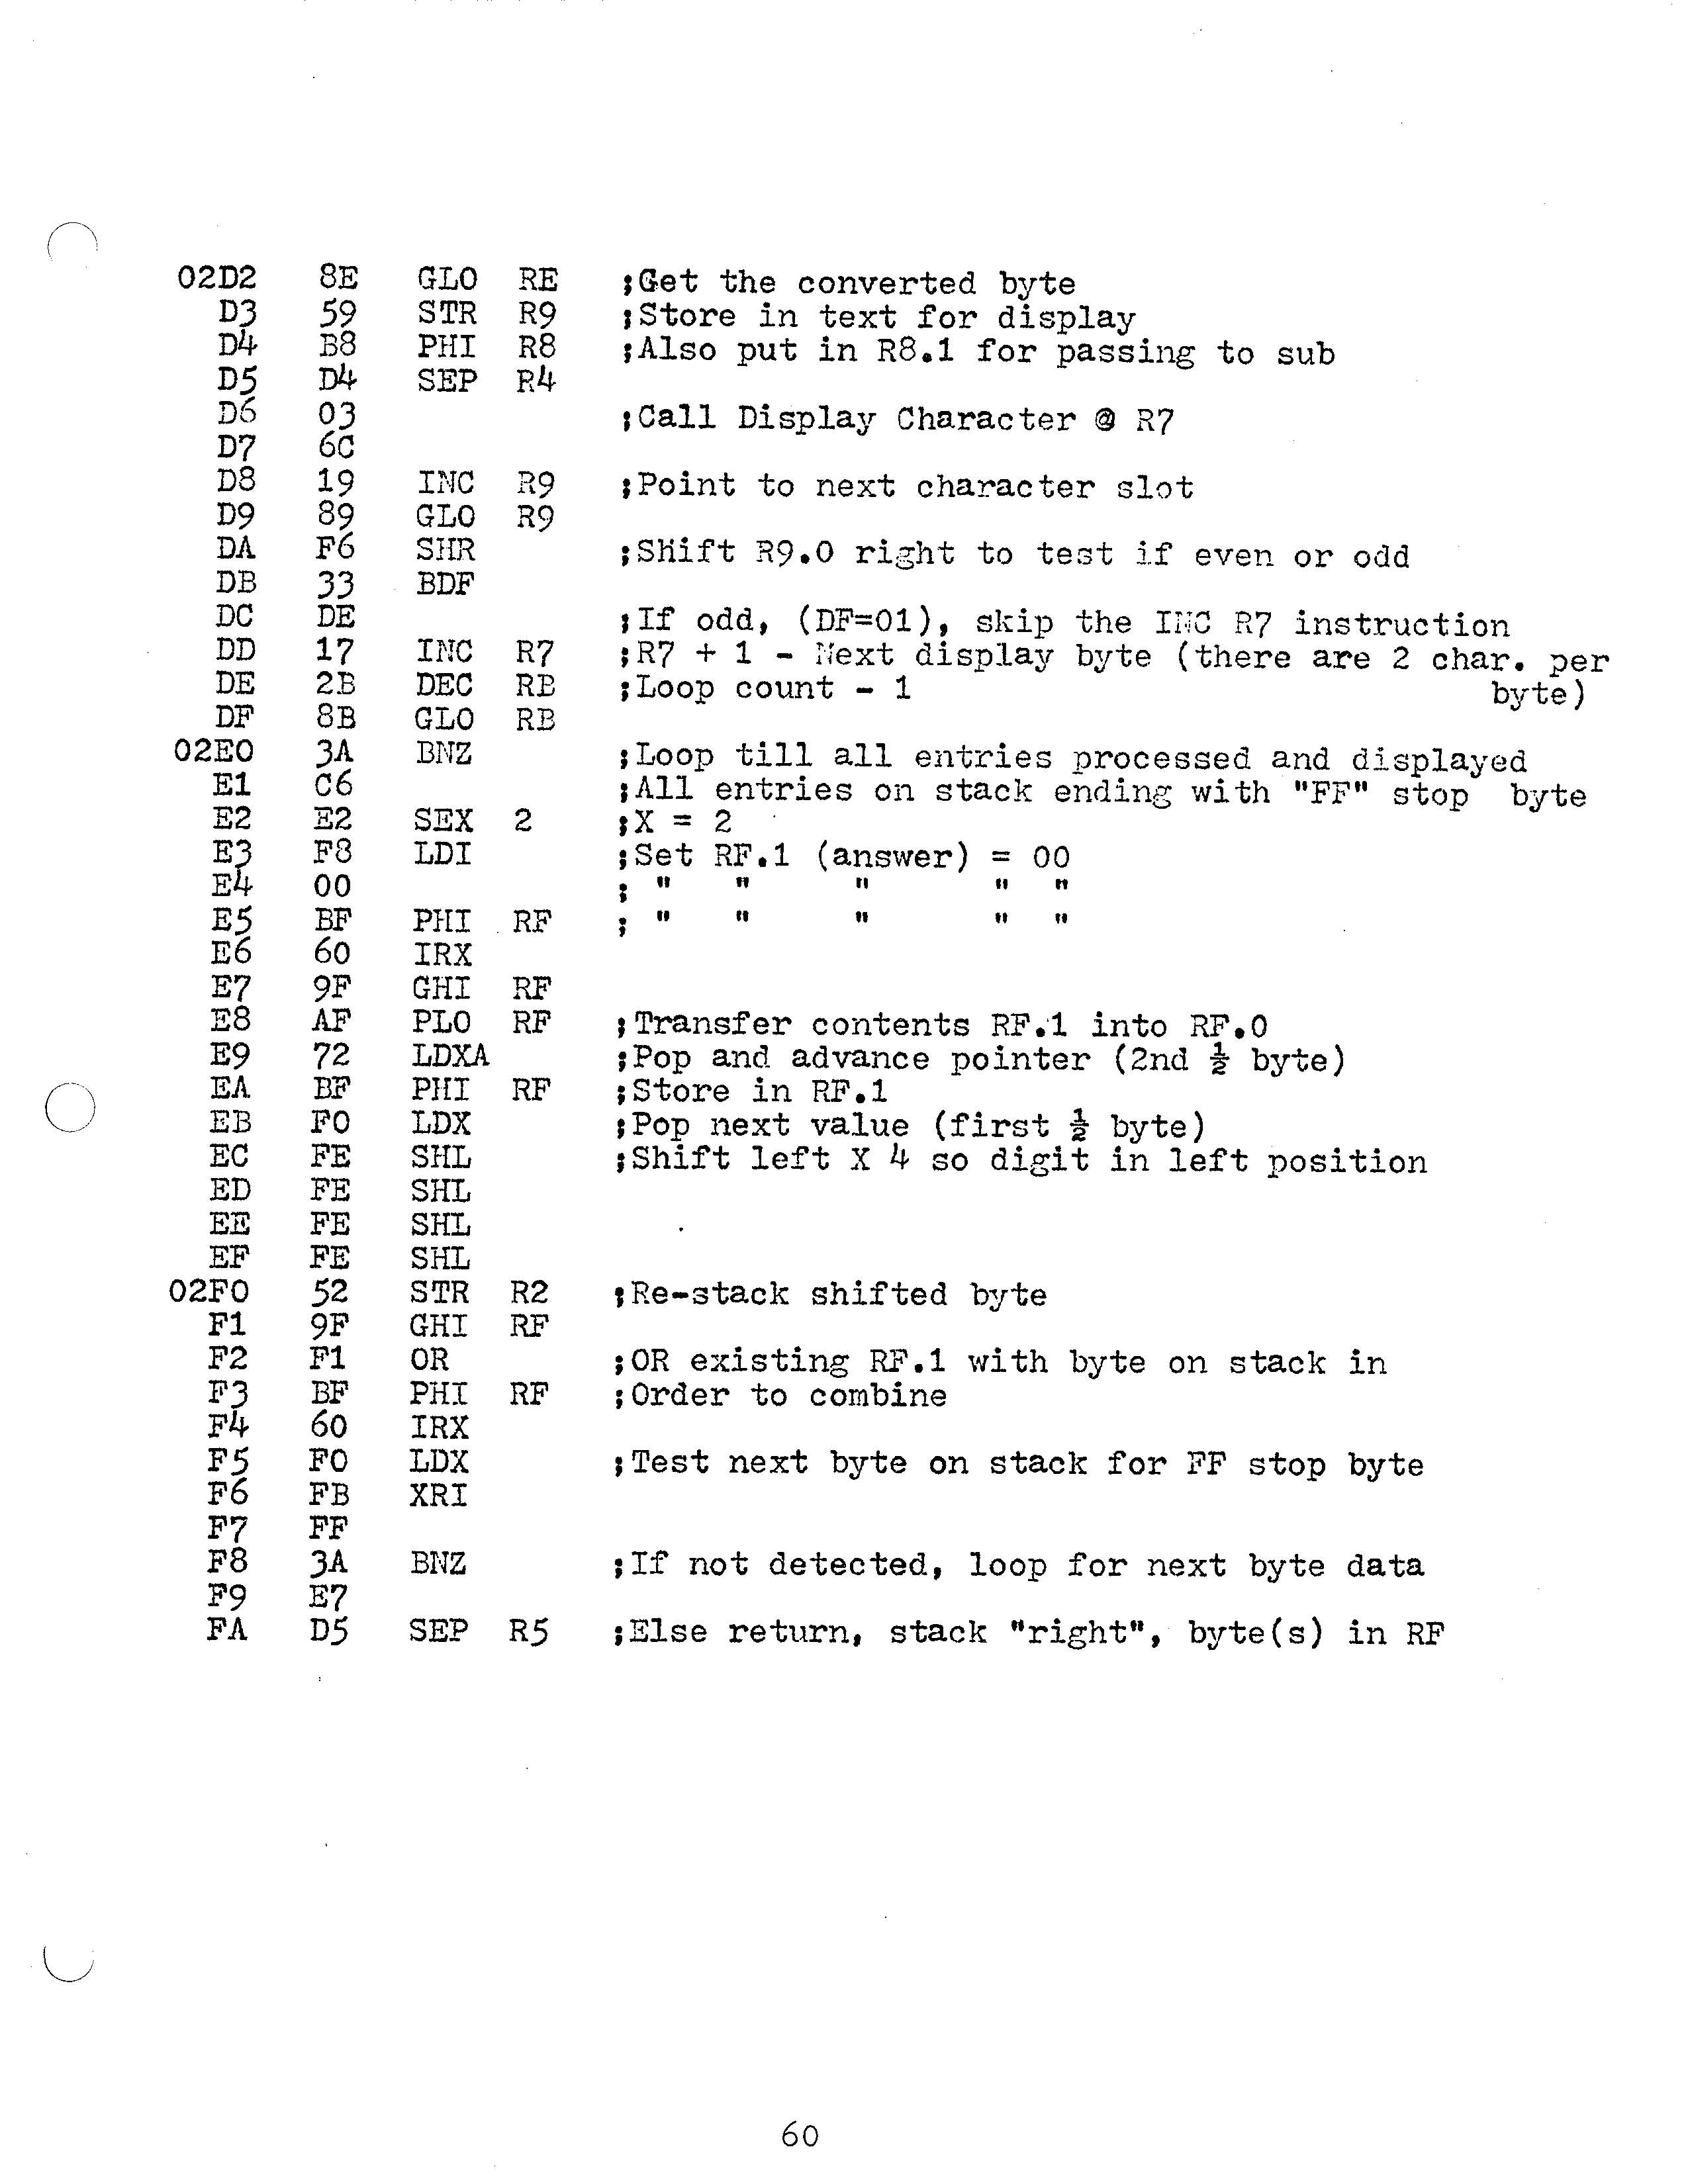 02D2 8E GLO RE ;Get the converted byte
D3 59 STR R9 ;Store in text for display
D4 B8 PHI R8 ;Also put in R8.1 for passing to sub
D5 D4 SEP R4
D6 03 ;Call Display Character @ R7
D7 6C
D8 19 INC R9 ;Point to next character slot
D9 89 GLO R9
DA F6 SHR ;Shift R9.0 right to test if even or odd
DB 33 BDF
DC DE ;If odd, (DF=01), skip the INC R7 instruction
DD 17 INC R7 ;R7 + 1 - Next display byte (there are 2 char. per
DE 2B DEC RB ;Loop count - 1 byte)
DF 8B GLO RB
02E0 3A BNZ ;Loop till all entries processed and displayed
E1 C6 ;All entries on stack ending with "FF" stop byte
E2 E2 SEX 2 ;X = 2
E3 F8 LDI ;Set RF.1 (answer) = 00
E4 00 ; " " " " "
E5 BF PHI RF ; " " " " "
E6 60 IRX
E7 9F GHI RF
E8 AF PLO RF ;Transfer contents RF.1 into RF.0
E9 72 LDXA ;Pop and advance pointer (2nd ½ byte)
EA BF PHI RF ;Store in RF.1
EB F0 LDX ;Pop next value (first ½ byte)
EC FE SHL ;Shift left X 4 so digit in left position
ED FE SHL
EE FE SHL
EF FE SHL
02F0 52 STR R2 ;Re-stack shifted byte
F1 9F GHI RF
F2 F1 OR ;OR existing RF.1 with byte on stack in
F3 BF PHI RF ;Order to combine
F4 60 IRX
F5 F0 LDX ;Test next byte on stack for FF stop byte
F6 FB XRI
F7 FF
F8 3A BNZ ;If not detected, loop for next byte data
F9 E7
FA D5 SEP R5 ;Else return, stack "right", byte(s) in RF
60